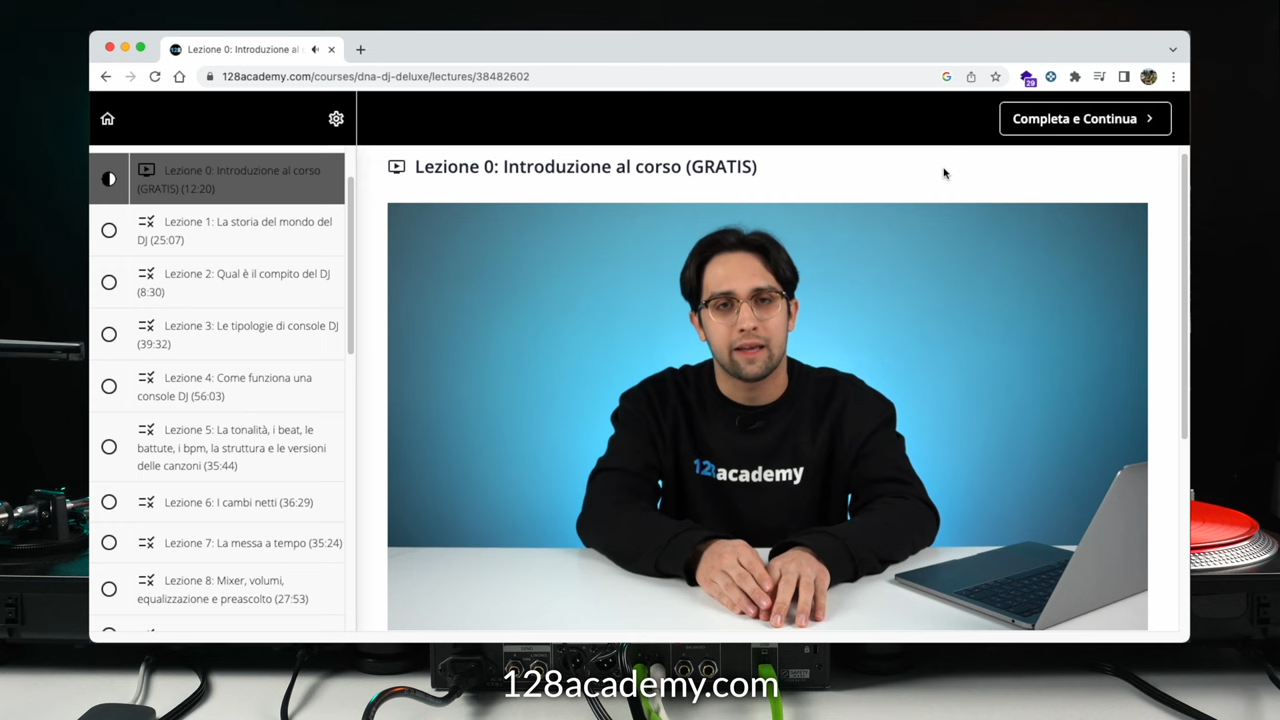 Lezione 0: Introduzione al
128academy.com/courses/dna-dj-deluxe/lectures/38482602
29
Completa e Continua
Lezione 0: Introduzione al corso
(GRATIS) (12:20)
Lezione 1: La storia del mondo del
DJ (25:07)
Lezione 2: Qual è il compito del DJ
(8:30)
Lezione 3: Le tipologie di console DJ
(39:32)
Lezione 4: Come funziona una
console DJ (56:03)
Lezione 5: La tonalità, i beat, le
battute, i bpm, la struttura e le versioni
delle canzoni (35:44)
Lezione 6: I cambi netti (36:29)
Lezione 7: La messa a tempo (35:24)
Lezione 8: Mixer, volumi,
equalizzazione e preascolto (27:53)
Lezione 0: Introduzione al corso (GRATIS)
128academy
128academy.com